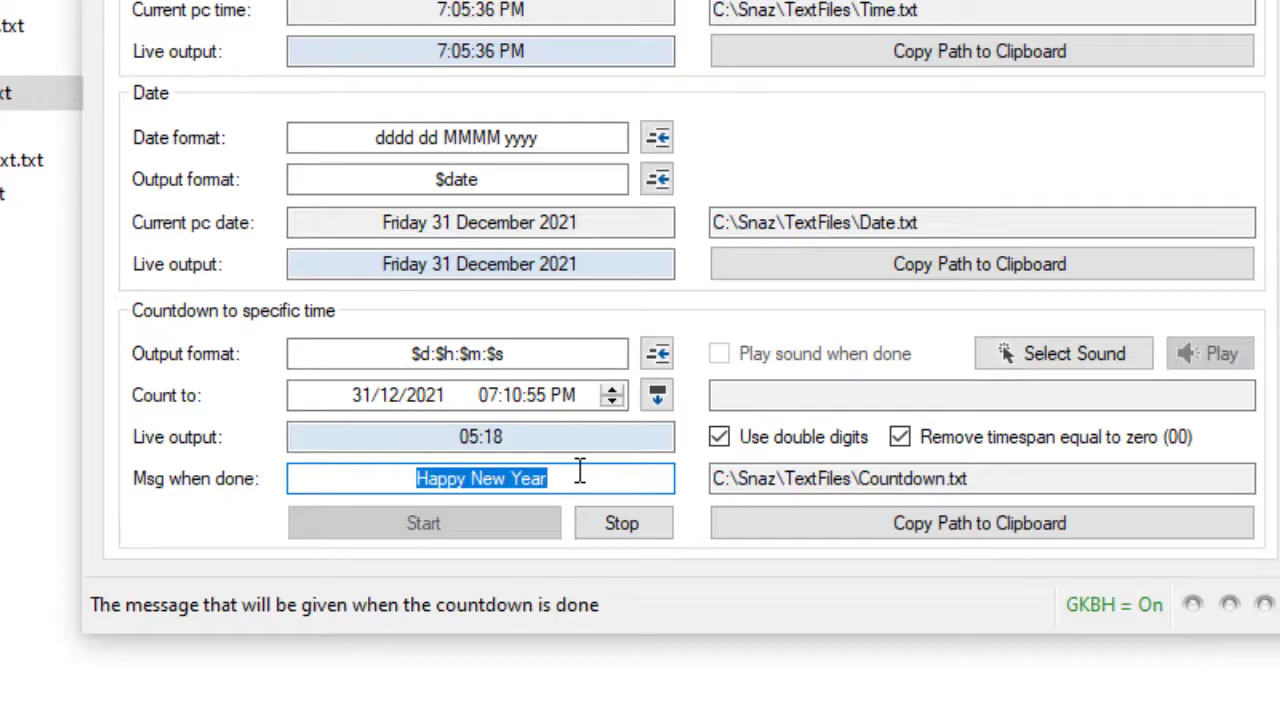 .txt
xt
xt.txt
t
Current pc time: 7:05:36 PM C:\Snaz\TextFiles\Time.txt
Live output: 7:05:36 PM Copy Path to Clipboard
Date
Date format: dddd dd MMMM yyyy
Output format: $date
Current pc date: Friday 31 December 2021 C:\Snaz\TextFiles\Date.txt
Live output: Friday 31 December 2021 Copy Path to Clipboard
Countdown to specific time
Output format: $d:$h:$m:$s Play sound when done Select Sound Play
Count to: 31/12/2021 07:10:55 PM
Live output: 05:18 Use double digits Remove timespan equal to zero (00)
Msg when done: Happy New Year C:\Snaz\TextFiles\Countdown.txt
Start Stop Copy Path to Clipboard
The message that will be given when the countdown is done GKBH = On